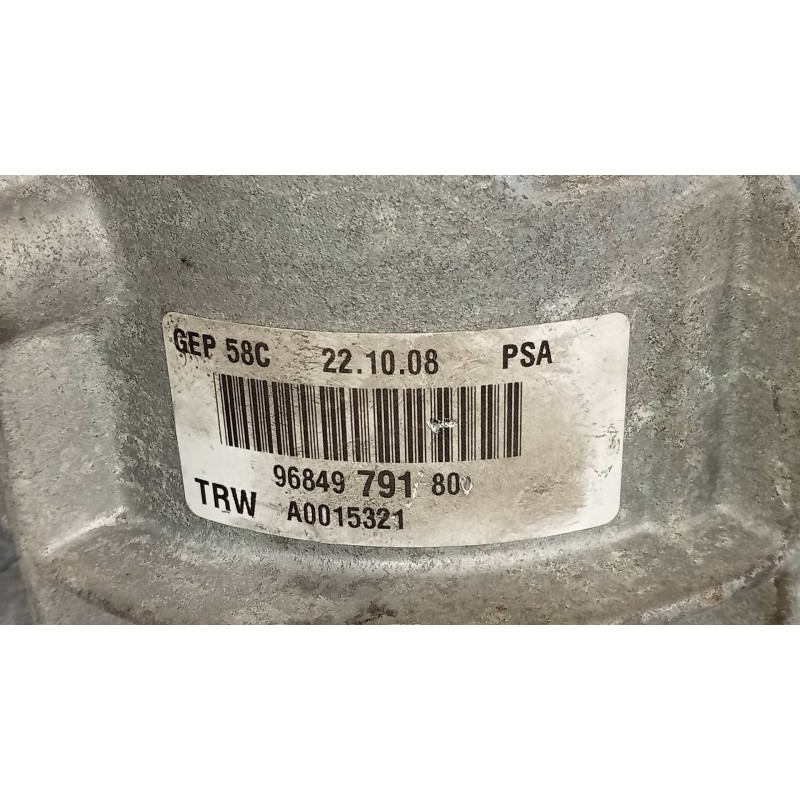 GEP 58C 22.10.08 PSA
96849 791 80
TRW A0015321